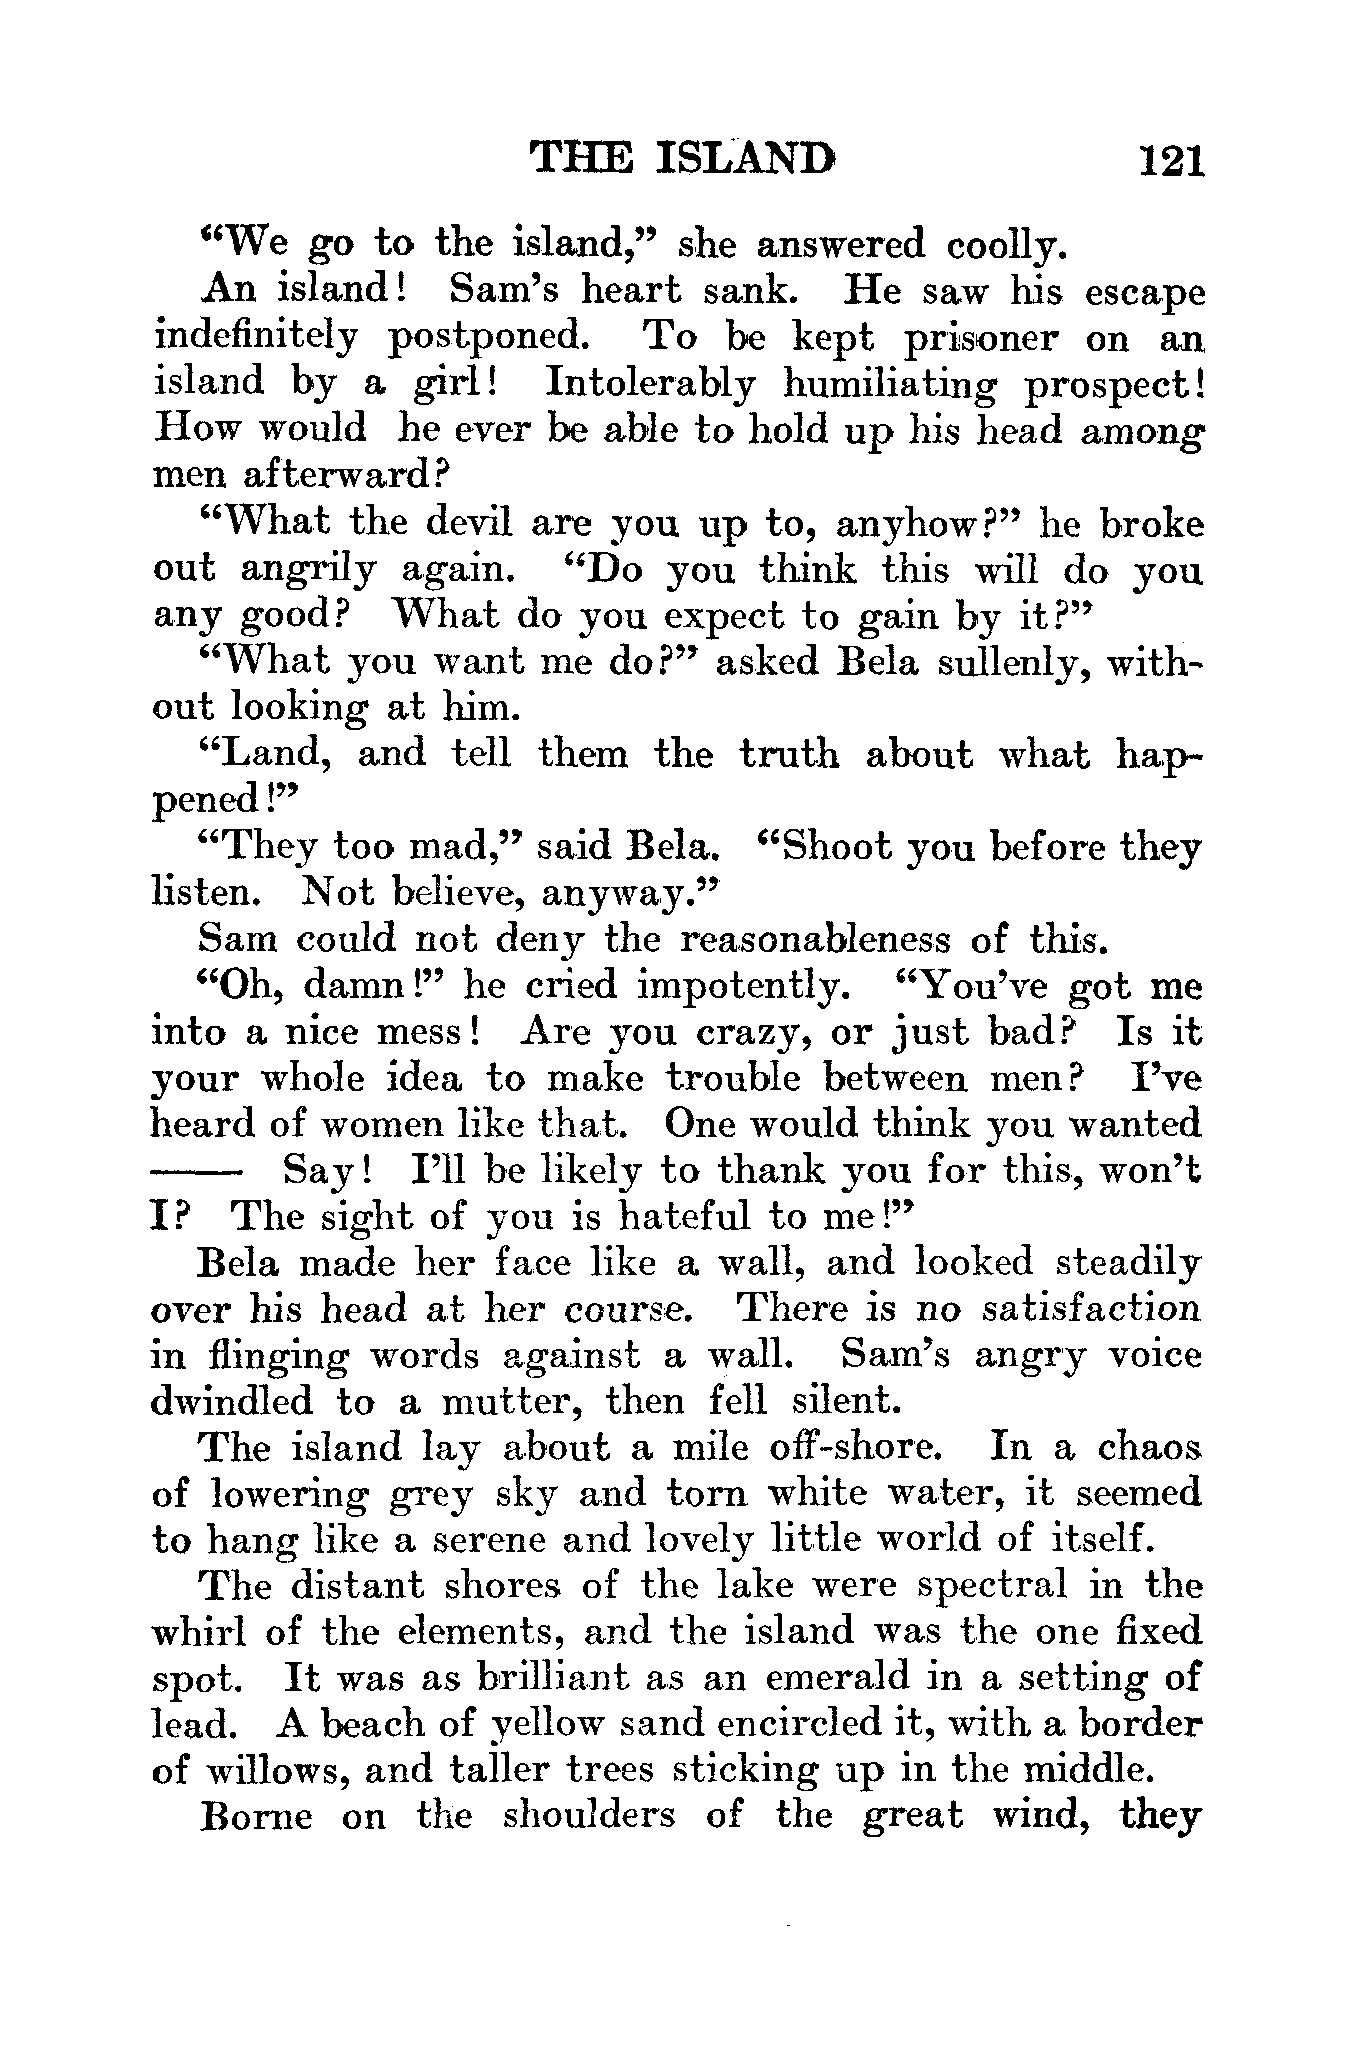 THE ISLAND 121
“We go to the island,” she answered coolly.
An island! Sam’s heart sank. He saw his escape
indefinitely postponed. To be kept prisoner on an
island by a girl! Intolerably humiliating prospect!
How would he ever be able to hold up his head among
men afterward?
“What the devil are you up to, anyhow?” he broke
out angrily again. “Do you think this will do you
any good? What do you expect to gain by it?”
“What you want me do?” asked Bela sullenly, with-
out looking at him.
“Land, and tell them the truth about what hap-
pened!”
“They too mad,” said Bela. “Shoot you before they
listen. Not believe, anyway.”
Sam could not deny the reasonableness of this.
“Oh, damn!” he cried impotently. “You’ve got me
into a nice mess! Are you crazy, or just bad? Is it
your whole idea to make trouble between men? I’ve
heard of women like that. One would think you wanted
—— Say! I’ll be likely to thank you for this, won’t
I? The sight of you is hateful to me!”
Bela made her face like a wall, and looked steadily
over his head at her course. There is no satisfaction
in flinging words against a wall. Sam’s angry voice
dwindled to a mutter, then fell silent.
The island lay about a mile off-shore. In a chaos
of lowering grey sky and torn white water, it seemed
to hang like a serene and lovely little world of itself.
The distant shores of the lake were spectral in the
whirl of the elements, and the island was the one fixed
spot. It was as brilliant as an emerald in a setting of
lead. A beach of yellow sand encircled it, with a border
of willows, and taller trees sticking up in the middle.
Borne on the shoulders of the great wind, they